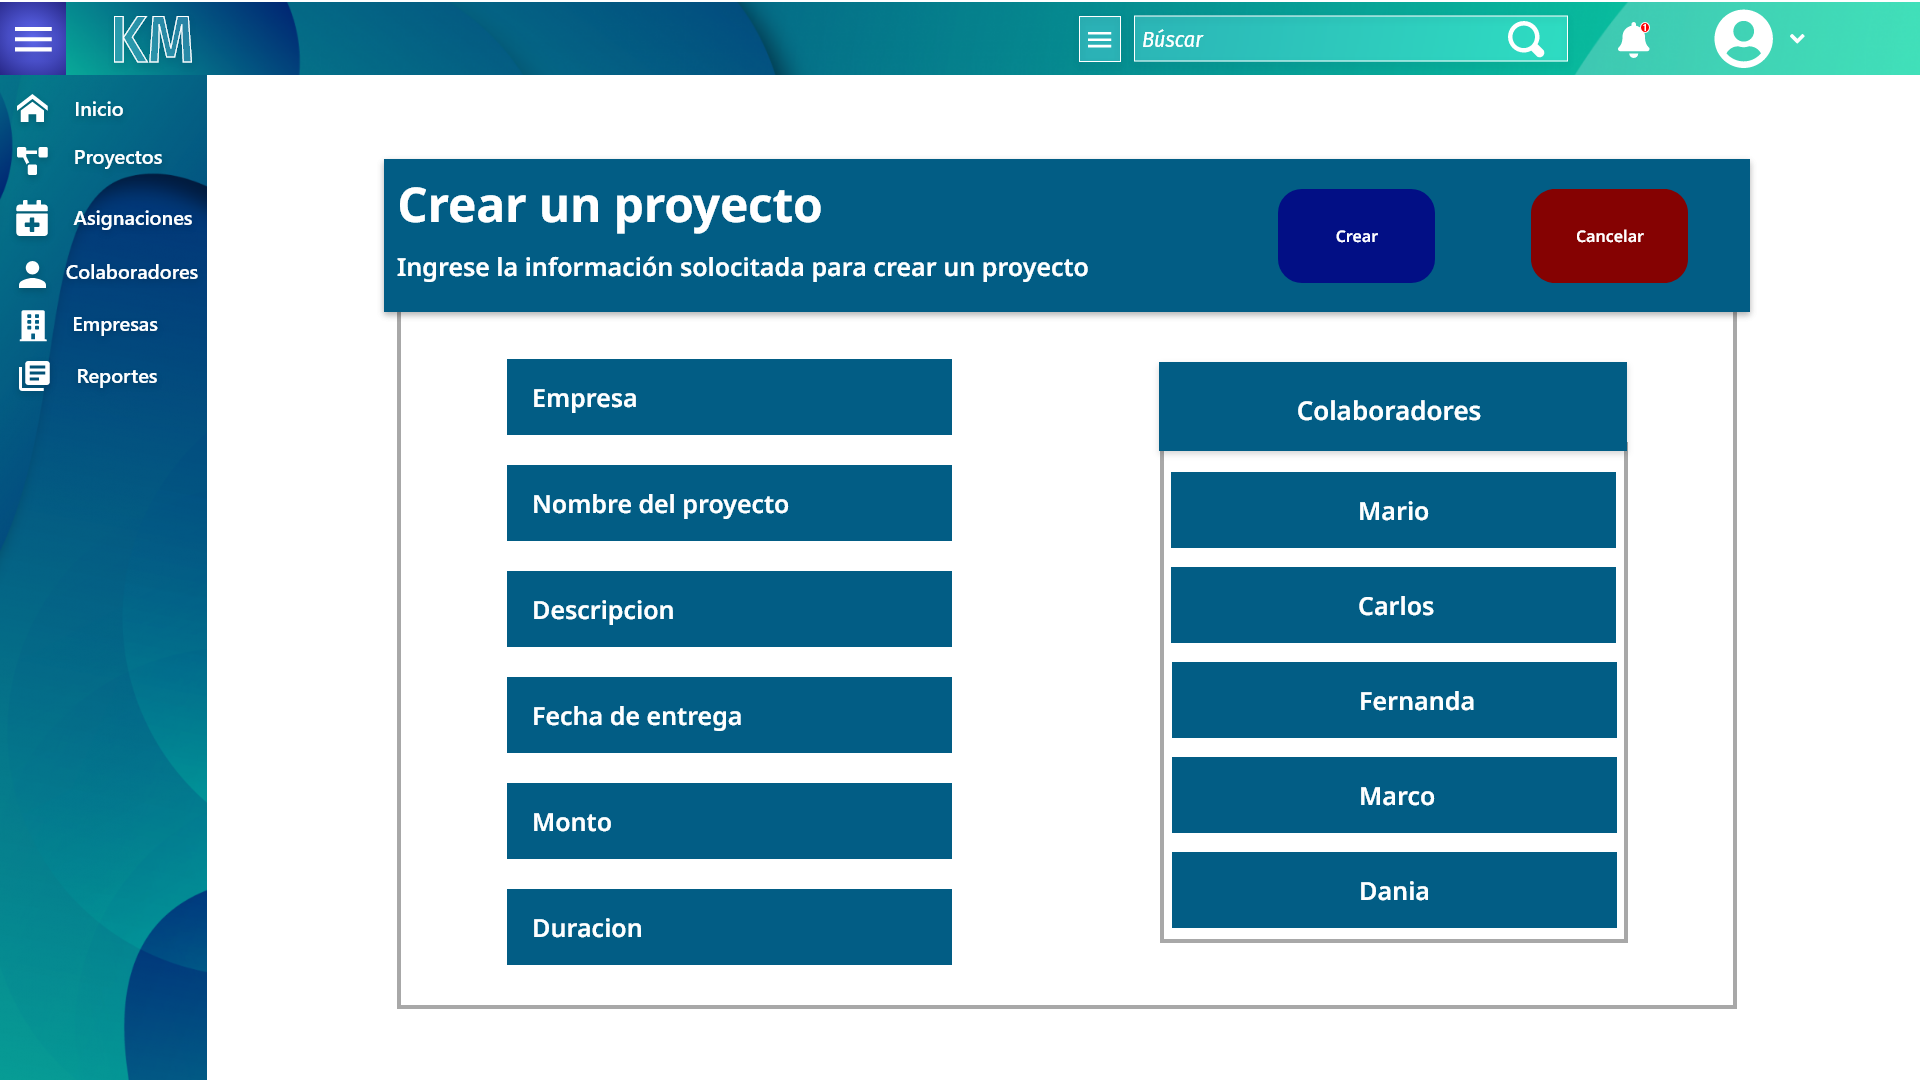 KM
Búscar
1
Inicio
Proyectos
Asignaciones
Colaboradores
Empresas
Reportes
Crear un proyecto
Ingrese la información solocitada para crear un proyecto
Crear
Cancelar
Empresa
Nombre del proyecto
Descripcion
Fecha de entrega
Monto
Duracion
Colaboradores
Mario
Carlos
Fernanda
Marco
Dania